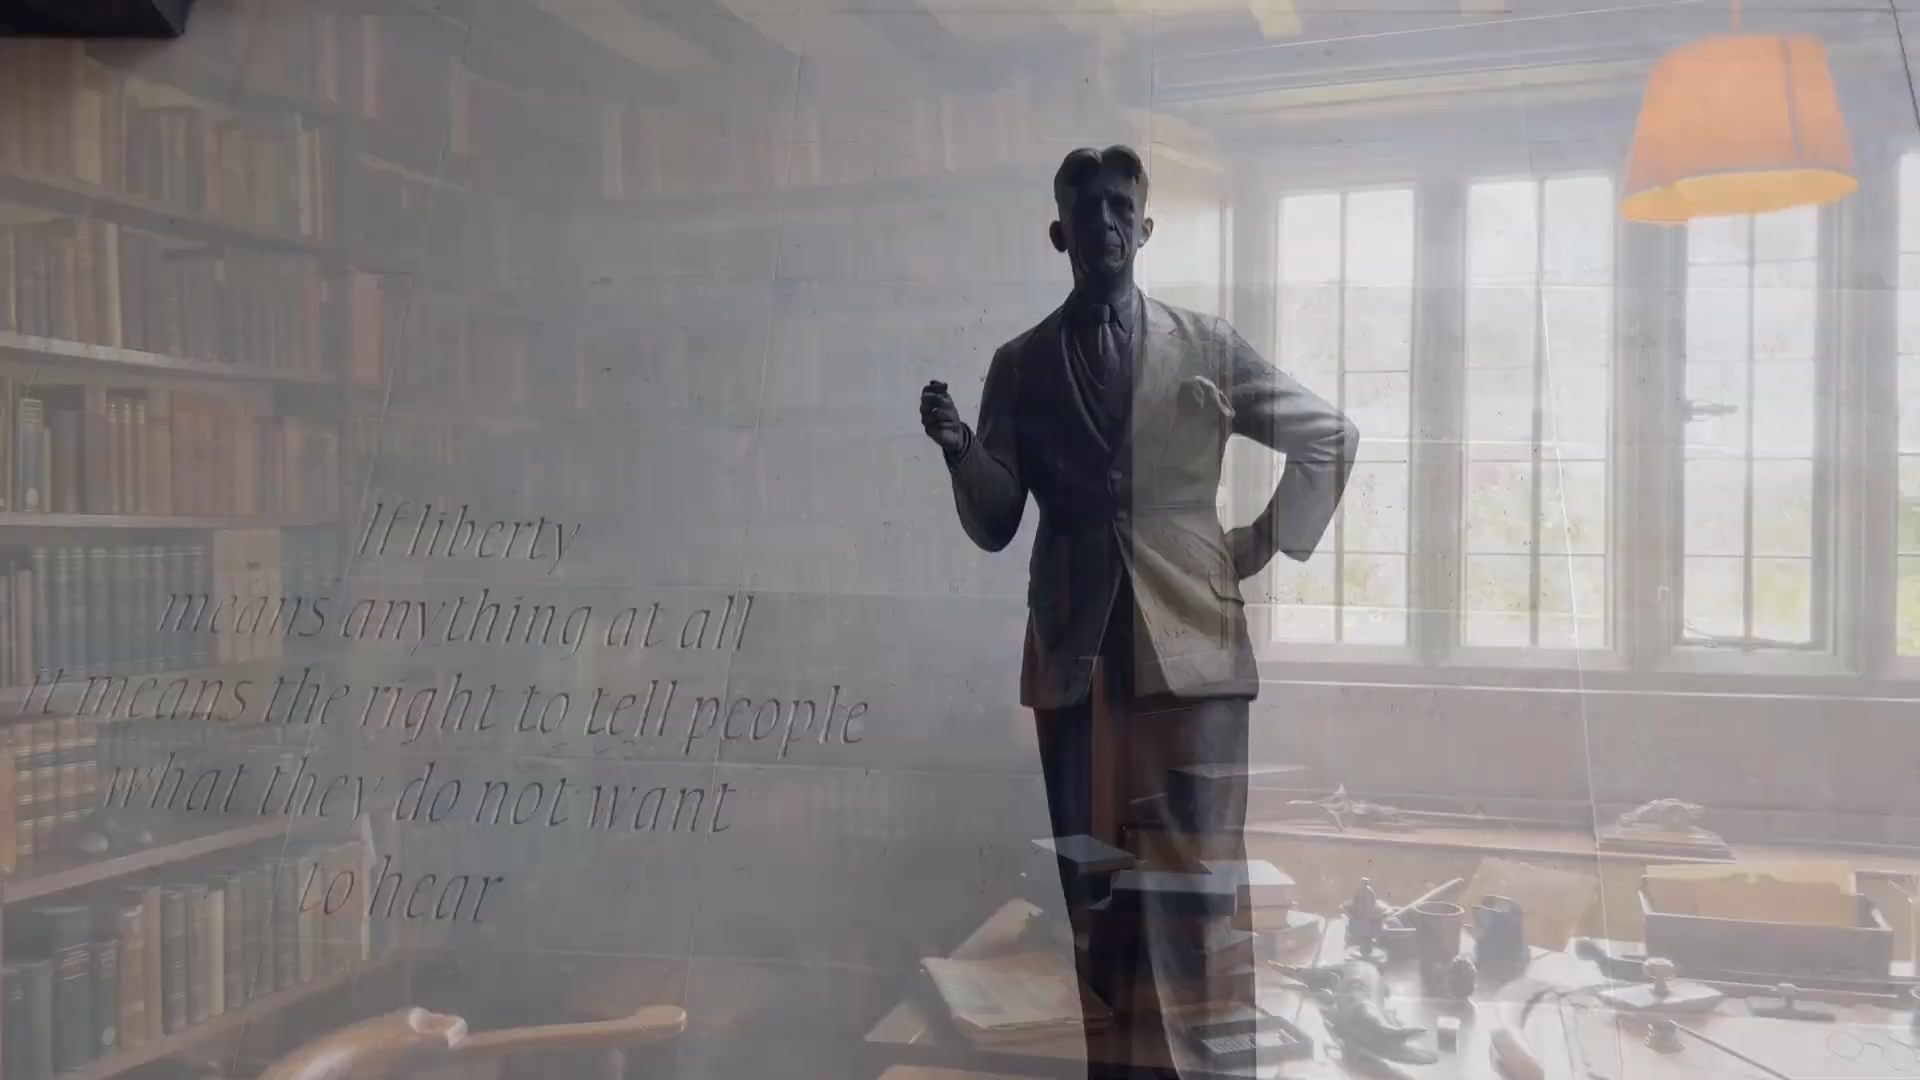 If liberty
means anything at all
it means the right to tell people
what they do not want
to hear